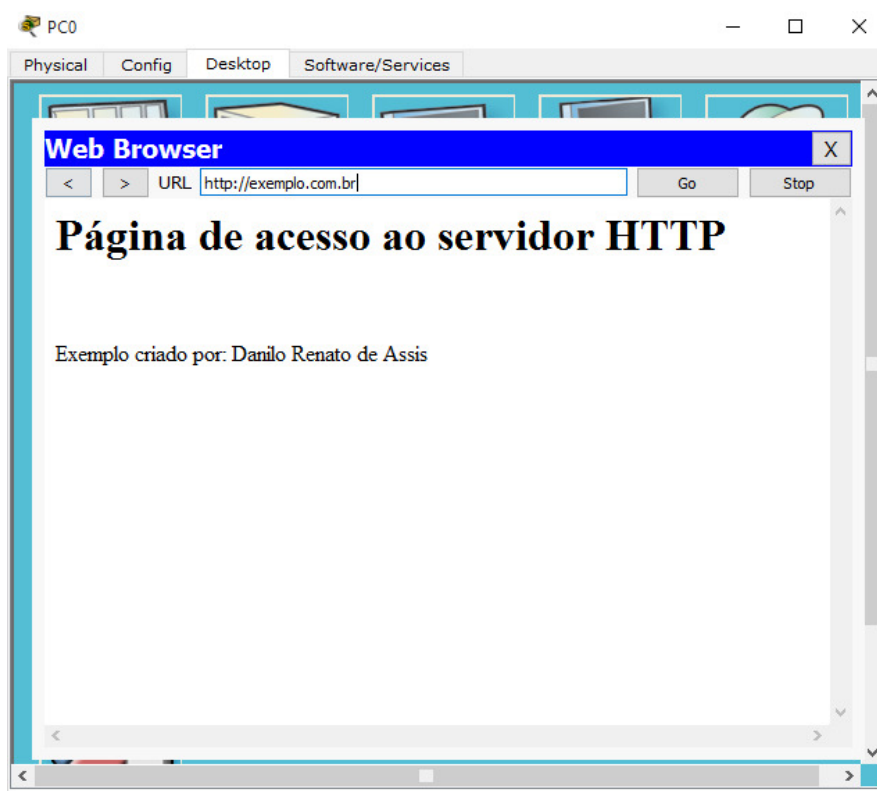 PC0
Physical Config Desktop Software/Services
Web Browser X
< > URL http://exemplo.com.br Go Stop
Página de acesso ao servidor HTTP
Exemplo criado por: Danilo Renato de Assis